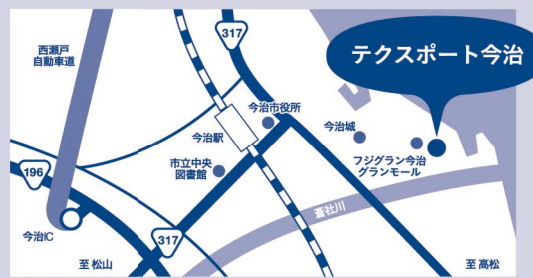 317
西瀬戸
自動車道
テクスポート今治
今治市役所
今治城
今治駅
フジグラン今治
グランモール
市立中央
図書館
196
蒼社川
今治IC
317
至 松山
至 高松